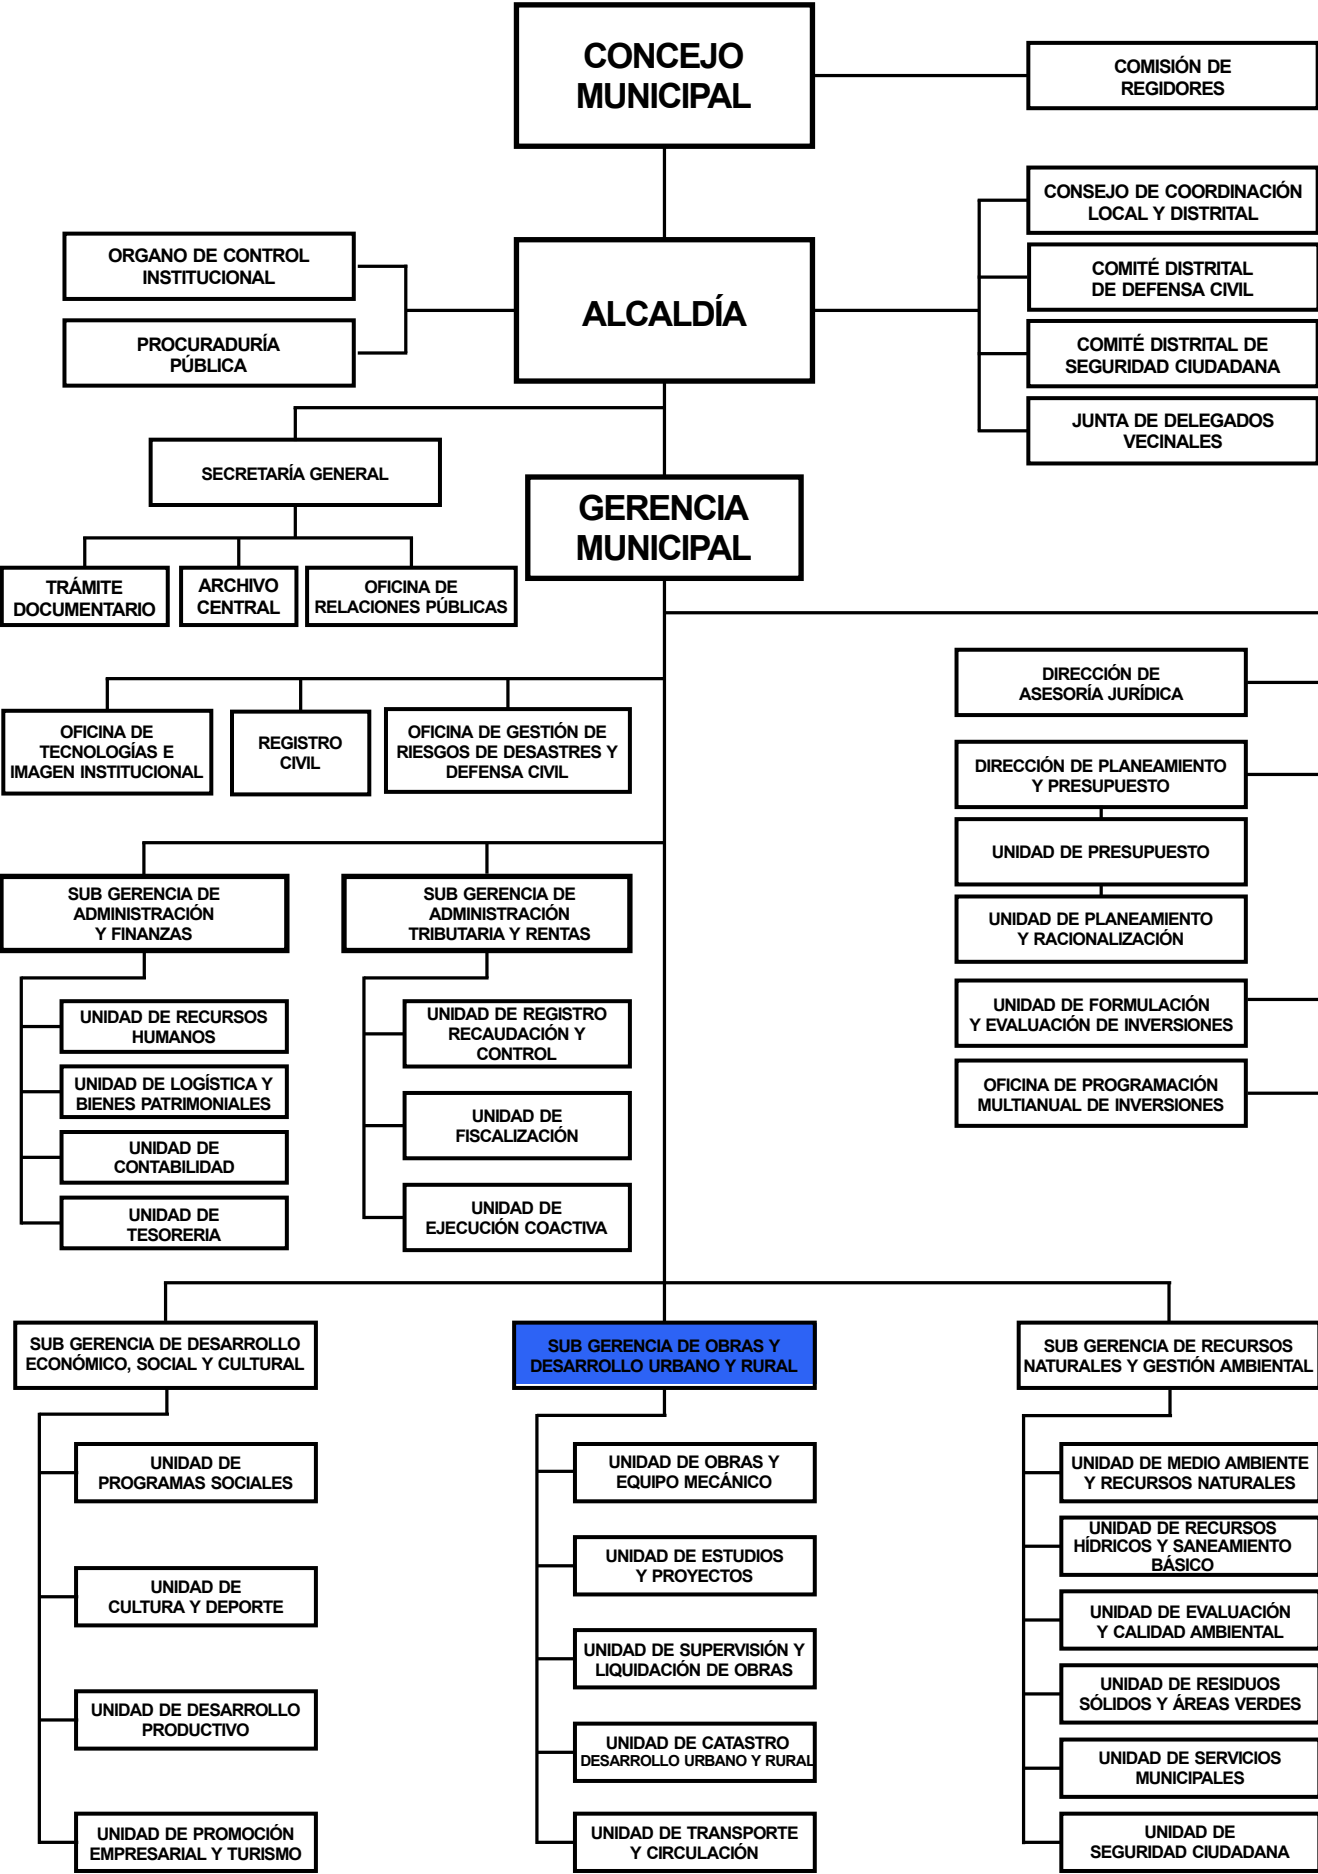 CONCEJO
MUNICIPAL
COMISIÓN DE
REGIDORES
CONSEJO DE COORDINACIÓN
LOCAL Y DISTRITAL
ORGANO DE CONTROL
INSTITUCIONAL
COMITÉ DISTRITAL
DE DEFENSA CIVIL
ALCALDÍA
PROCURADURÍA
PÚBLICA
COMITÉ DISTRITAL DE
SEGURIDAD CIUDADANA
JUNTA DE DELEGADOS
VECINALES
SECRETARÍA GENERAL
GERENCIA
MUNICIPAL
TRÁMITE
DOCUMENTARIO
ARCHIVO
CENTRAL
OFICINA DE
RELACIONES PÚBLICAS
DIRECCIÓN DE
ASESORÍA JURÍDICA
OFICINA DE
TECNOLOGÍAS E
IMAGEN INSTITUCIONAL
REGISTRO
CIVIL
OFICINA DE GESTIÓN DE
RIESGOS DE DESASTRES Y
DEFENSA CIVIL
DIRECCIÓN DE PLANEAMIENTO
Y PRESUPUESTO
UNIDAD DE PRESUPUESTO
UNIDAD DE PLANEAMIENTO
Y RACIONALIZACIÓN
UNIDAD DE FORMULACIÓN
Y EVALUACIÓN DE INVERSIONES
OFICINA DE PROGRAMACIÓN
MULTIANUAL DE INVERSIONES
SUB GERENCIA DE
ADMINISTRACIÓN
Y FINANZAS
UNIDAD DE RECURSOS
HUMANOS
UNIDAD DE LOGÍSTICA Y
BIENES PATRIMONIALES
UNIDAD DE
CONTABILIDAD
UNIDAD DE
TESORERIA
SUB GERENCIA DE
ADMINISTRACIÓN
TRIBUTARIA Y RENTAS
UNIDAD DE REGISTRO
RECAUDACIÓN Y
CONTROL
UNIDAD DE
FISCALIZACIÓN
UNIDAD DE
EJECUCIÓN COACTIVA
SUB GERENCIA DE DESARROLLO
ECONÓMICO, SOCIAL Y CULTURAL
UNIDAD DE
PROGRAMAS SOCIALES
UNIDAD DE
CULTURA Y DEPORTE
UNIDAD DE DESARROLLO
PRODUCTIVO
UNIDAD DE PROMOCIÓN
EMPRESARIAL Y TURISMO
SUB GERENCIA DE OBRAS Y
DESARROLLO URBANO Y RURAL
UNIDAD DE OBRAS Y
EQUIPO MECÁNICO
UNIDAD DE ESTUDIOS
Y PROYECTOS
UNIDAD DE SUPERVISIÓN Y
LIQUIDACIÓN DE OBRAS
UNIDAD DE CATASTRO
DESARROLLO URBANO Y RURAL
UNIDAD DE TRANSPORTE
Y CIRCULACIÓN
SUB GERENCIA DE RECURSOS
NATURALES Y GESTIÓN AMBIENTAL
UNIDAD DE MEDIO AMBIENTE
Y RECURSOS NATURALES
UNIDAD DE RECURSOS
HÍDRICOS Y SANEAMIENTO
BÁSICO
UNIDAD DE EVALUACIÓN
Y CALIDAD AMBIENTAL
UNIDAD DE RESIDUOS
SÓLIDOS Y ÁREAS VERDES
UNIDAD DE SERVICIOS
MUNICIPALES
UNIDAD DE
SEGURIDAD CIUDADANA